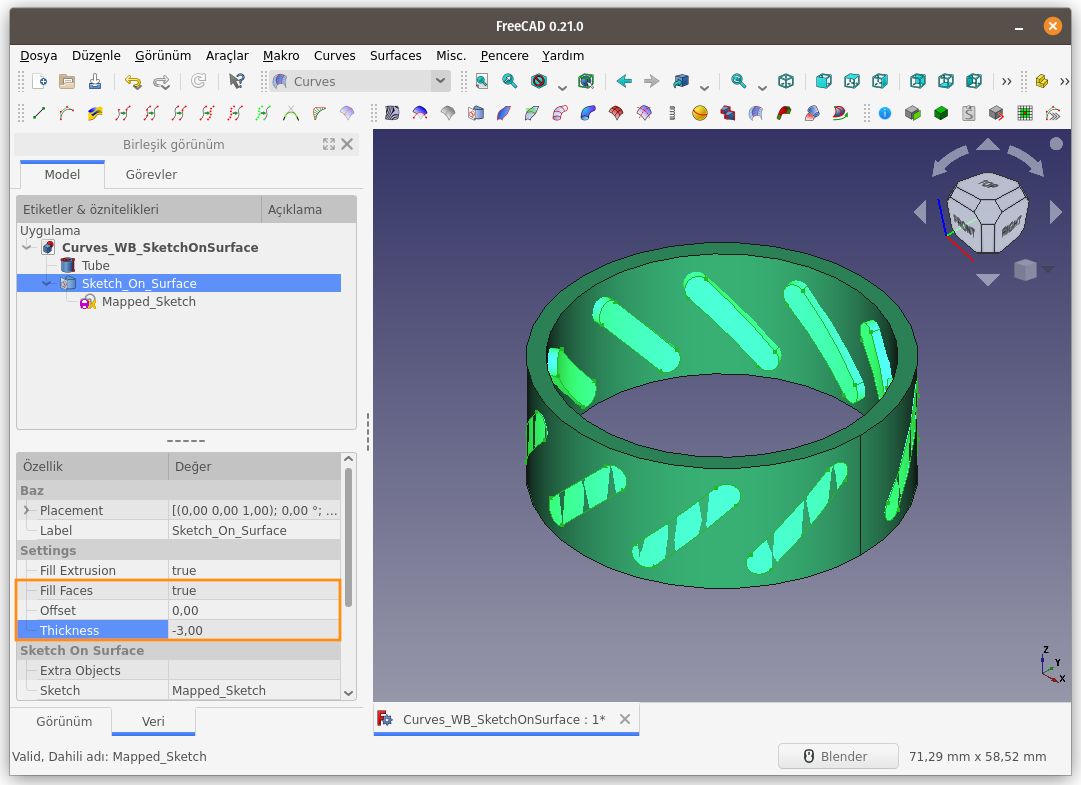 FreeCAD 0.21.0
Dosya Düzenle Görünüm Araçlar Makro Curves Surfaces Misc. Pencere Yardım
Curves
Birleşik görünüm
Model Görevler
Etiketler & öznitelikleri Açıklama
Uygulama
Curves_WB_SketchOnSurface
Tube
Sketch_On_Surface
Mapped_Sketch
Özellik Değer
Baz
Placement [(0,00 0,00 1,00); 0,00 °; ...
Label Sketch_On_Surface
Settings
Fill Extrusion true
Fill Faces true
Offset 0,00
Thickness -3,00
Sketch On Surface
Extra Objects
Sketch Mapped_Sketch
Görünüm Veri
TOP
FRONT
RIGHT
Z
Y
X
Curves_WB_SketchOnSurface : 1*
Valid, Dahili adı: Mapped_Sketch
Blender 71,29 mm x 58,52 mm